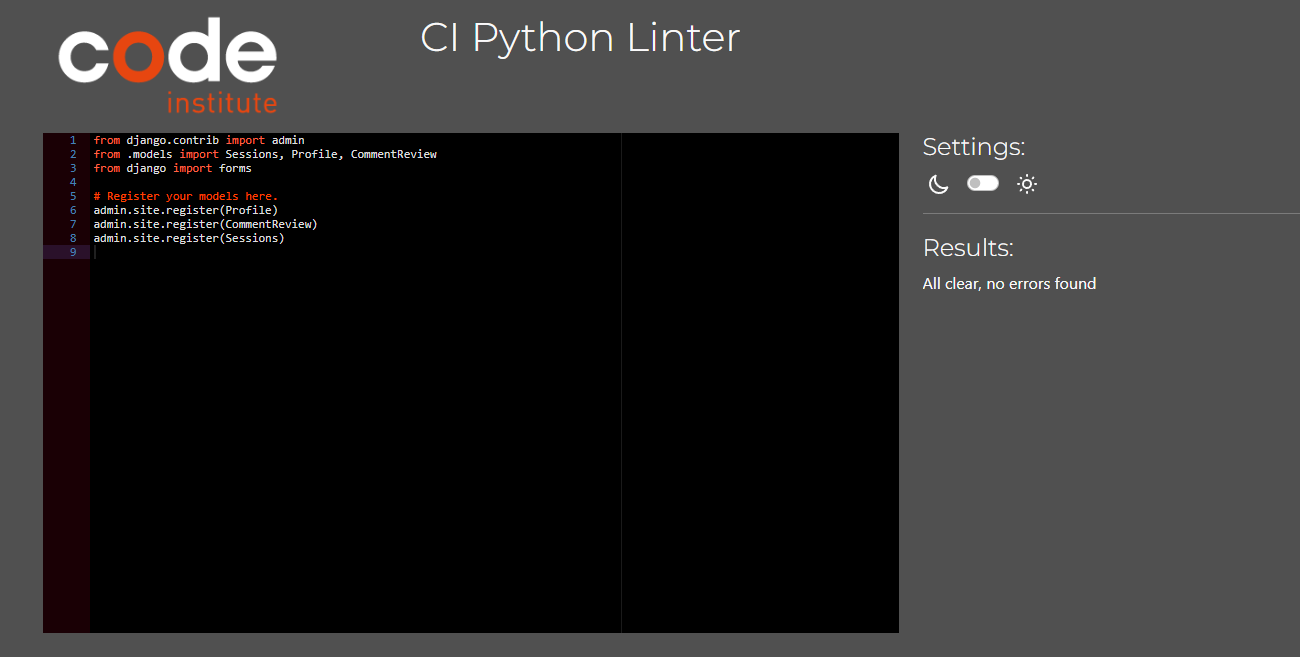 code
institute
CI Python Linter
1 from django.contrib import admin
2 from .models import Sessions, Profile, CommentReview
3 from django import forms
4
5 # Register your models here.
6 admin.site.register(Profile)
7 admin.site.register(CommentReview)
8 admin.site.register(Sessions)
9
Settings:
Results:
All clear, no errors found